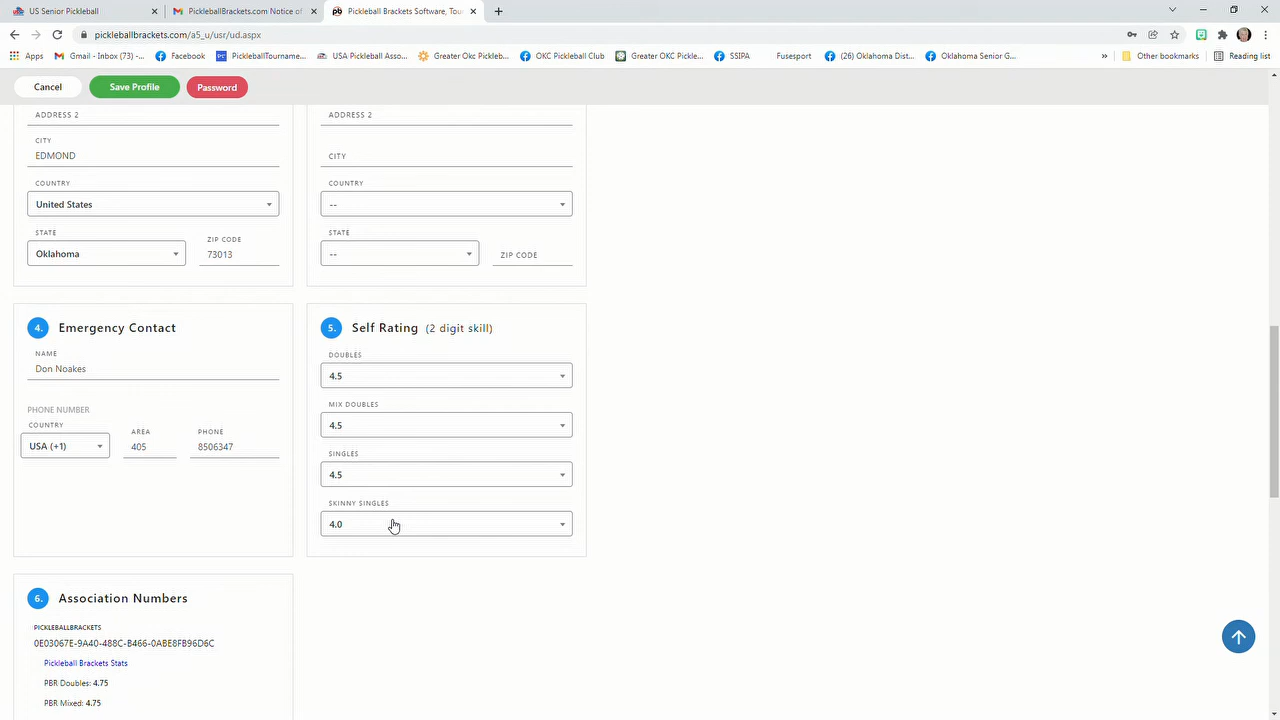 US Senior Pickleball
PickleballBrackets.com Notice of
Pickleball Brackets Software, Tou
pickleballbrackets.com/a5_u/usr/ud.aspx
Apps
Gmail - Inbox (73) -...
Facebook
PickleballTourname...
USA Pickleball Asso...
Greater Okc Pickleb...
OKC Pickleball Club
Greater OKC Pickle...
SSIPA
Fusesport
(26) Oklahoma Dist...
Oklahoma Senior G...
»
Other bookmarks
Reading list
Cancel
Save Profile
Password
ADDRESS 2
CITY
EDMOND
COUNTRY
United States
STATE
Oklahoma
ZIP CODE
73013
ADDRESS 2
CITY
COUNTRY
--
STATE
--
ZIP CODE
4. Emergency Contact
NAME
Don Noakes
PHONE NUMBER
COUNTRY
USA (+1)
AREA
405
PHONE
8506347
5. Self Rating (2 digit skill)
DOUBLES
4.5
MIX DOUBLES
4.5
SINGLES
4.5
SKINNY SINGLES
4.0
6. Association Numbers
PICKLEBALLBRACKETS
0E03067E-9A40-488C-B466-0ABE8FB96D6C
Pickleball Brackets Stats
PBR Doubles: 4.75
PBR Mixed: 4.75